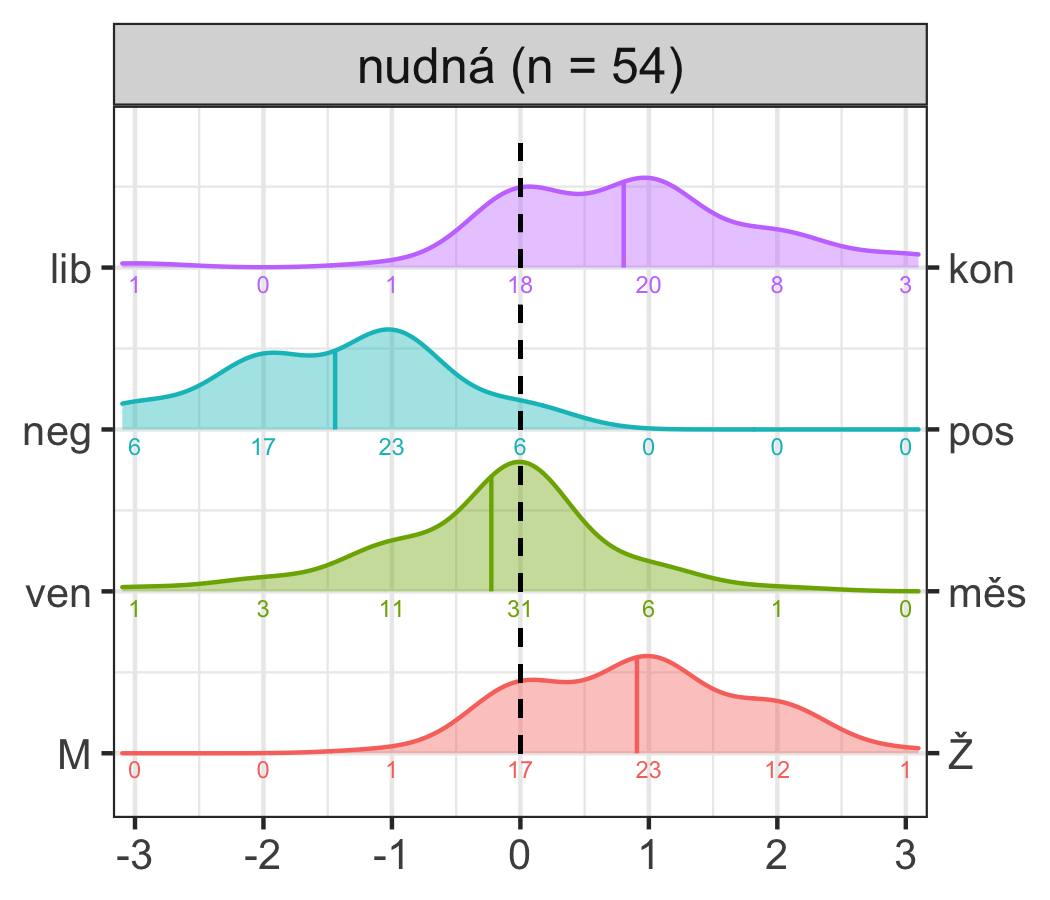 nudná (n = 54)
lib kon
1 0 1 18 20 8 3
neg pos
6 17 23 6 0 0 0
ven měs
1 3 11 31 6 1 0
M Ž
0 0 1 17 23 12 1
-3 -2 -1 0 1 2 3